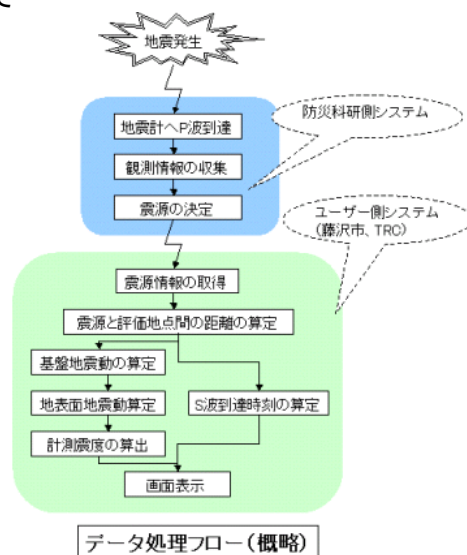 地震発生
地震計へP波到達
防災科研側システム
観測情報の収集
震源の決定
ユーザー側システム
(藤沢市、TRC)
震源情報の取得
震源と評価地点間の距離の算定
基盤地震動の算定
地表面地震動算定
S波到達時刻の算定
計測震度の算出
画面表示
データ処理フロー(概略)